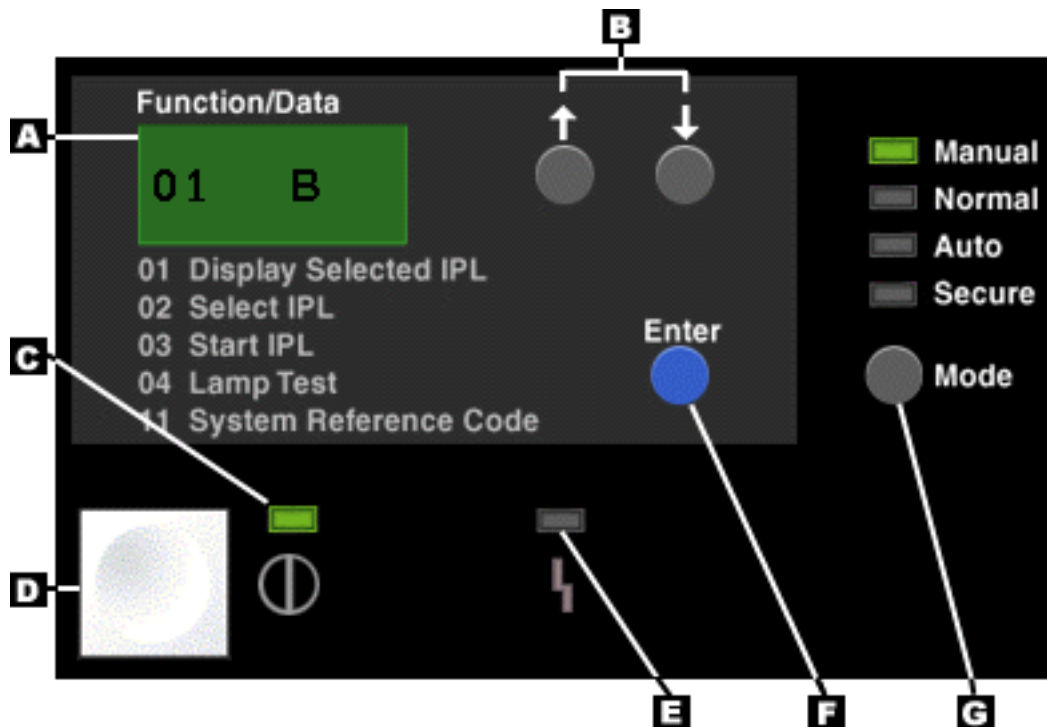 B
Function/Data
A
01 B
Manual
Normal
Auto
Secure
01 Display Selected IPL
02 Select IPL
03 Start IPL
04 Lamp Test
11 System Reference Code
Enter
Mode
C
D
E
F
G